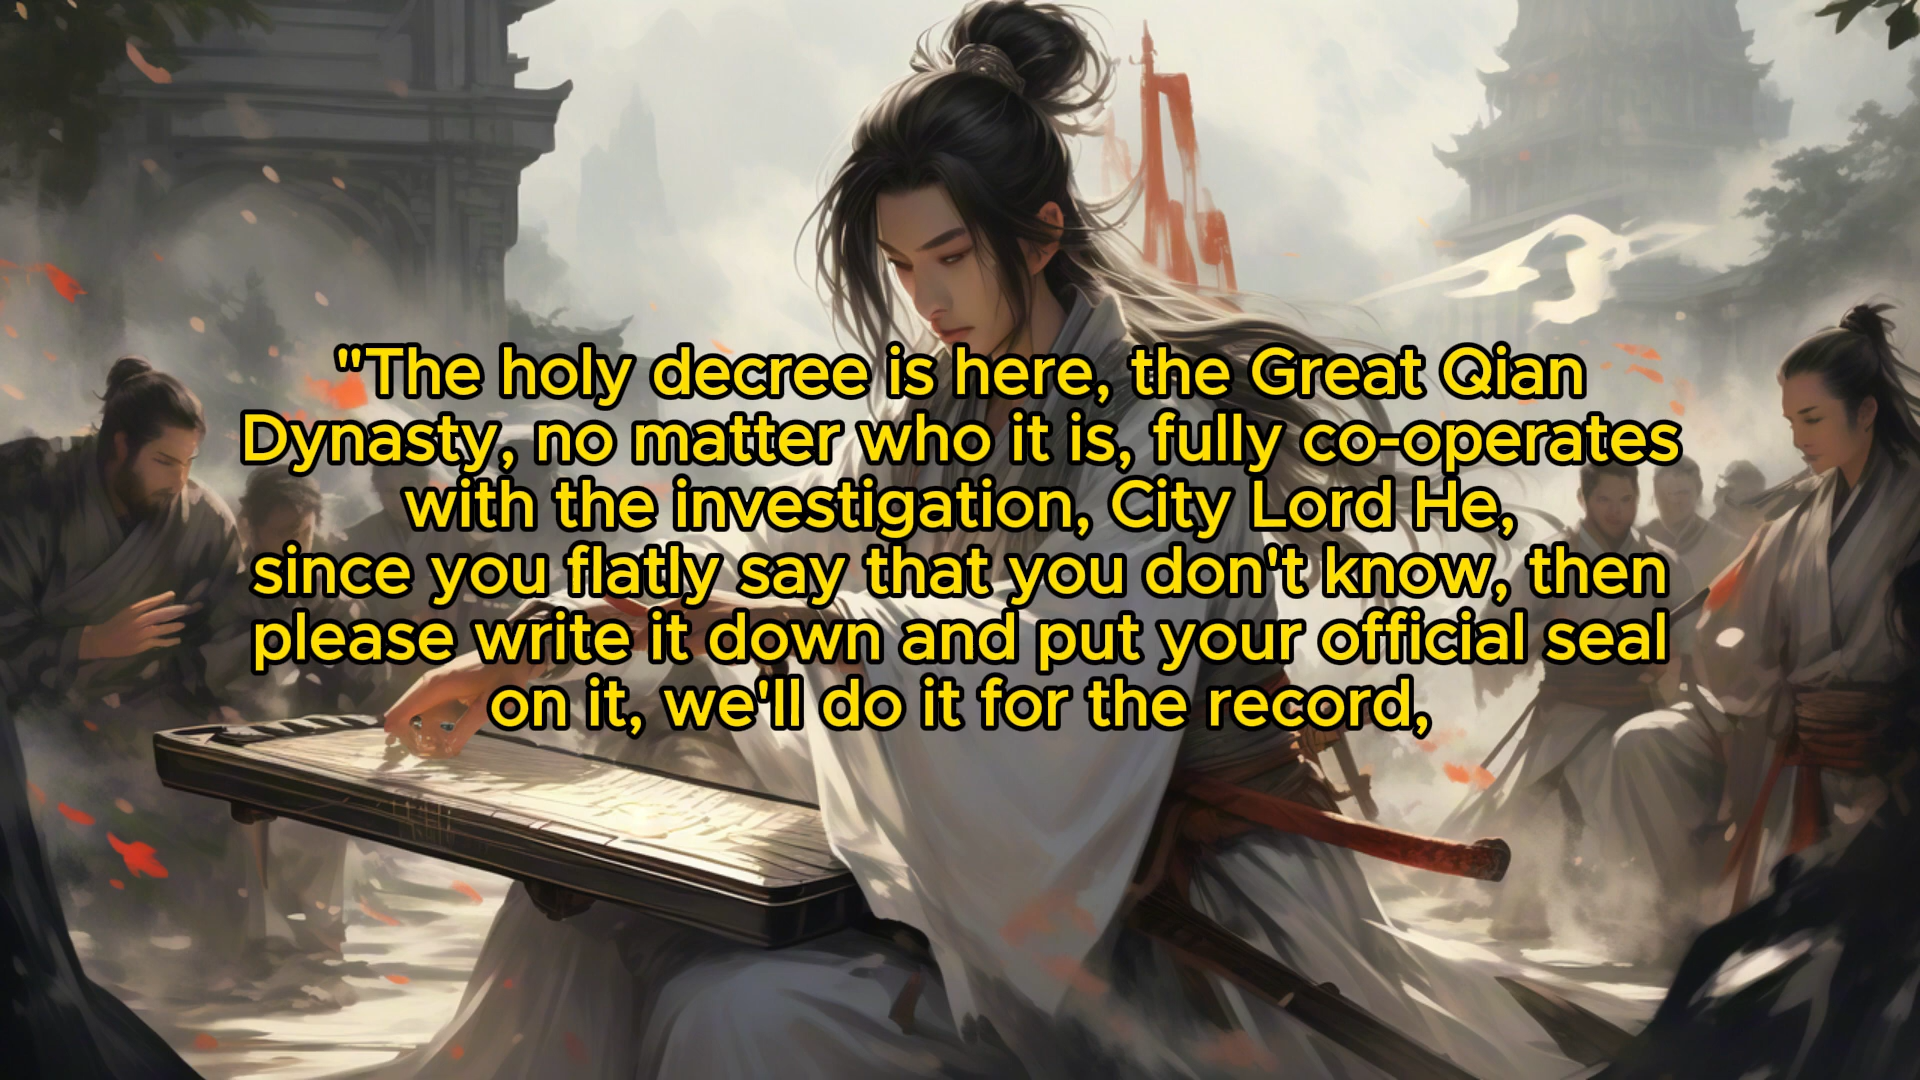 "The holy decree is here, the Great Qian
Dynasty, no matter who it is, fully co-operates
with the investigation, City Lord He,
since you flatly say that you don't know, then
please write it down and put your official seal
on it, we'll do it for the record,